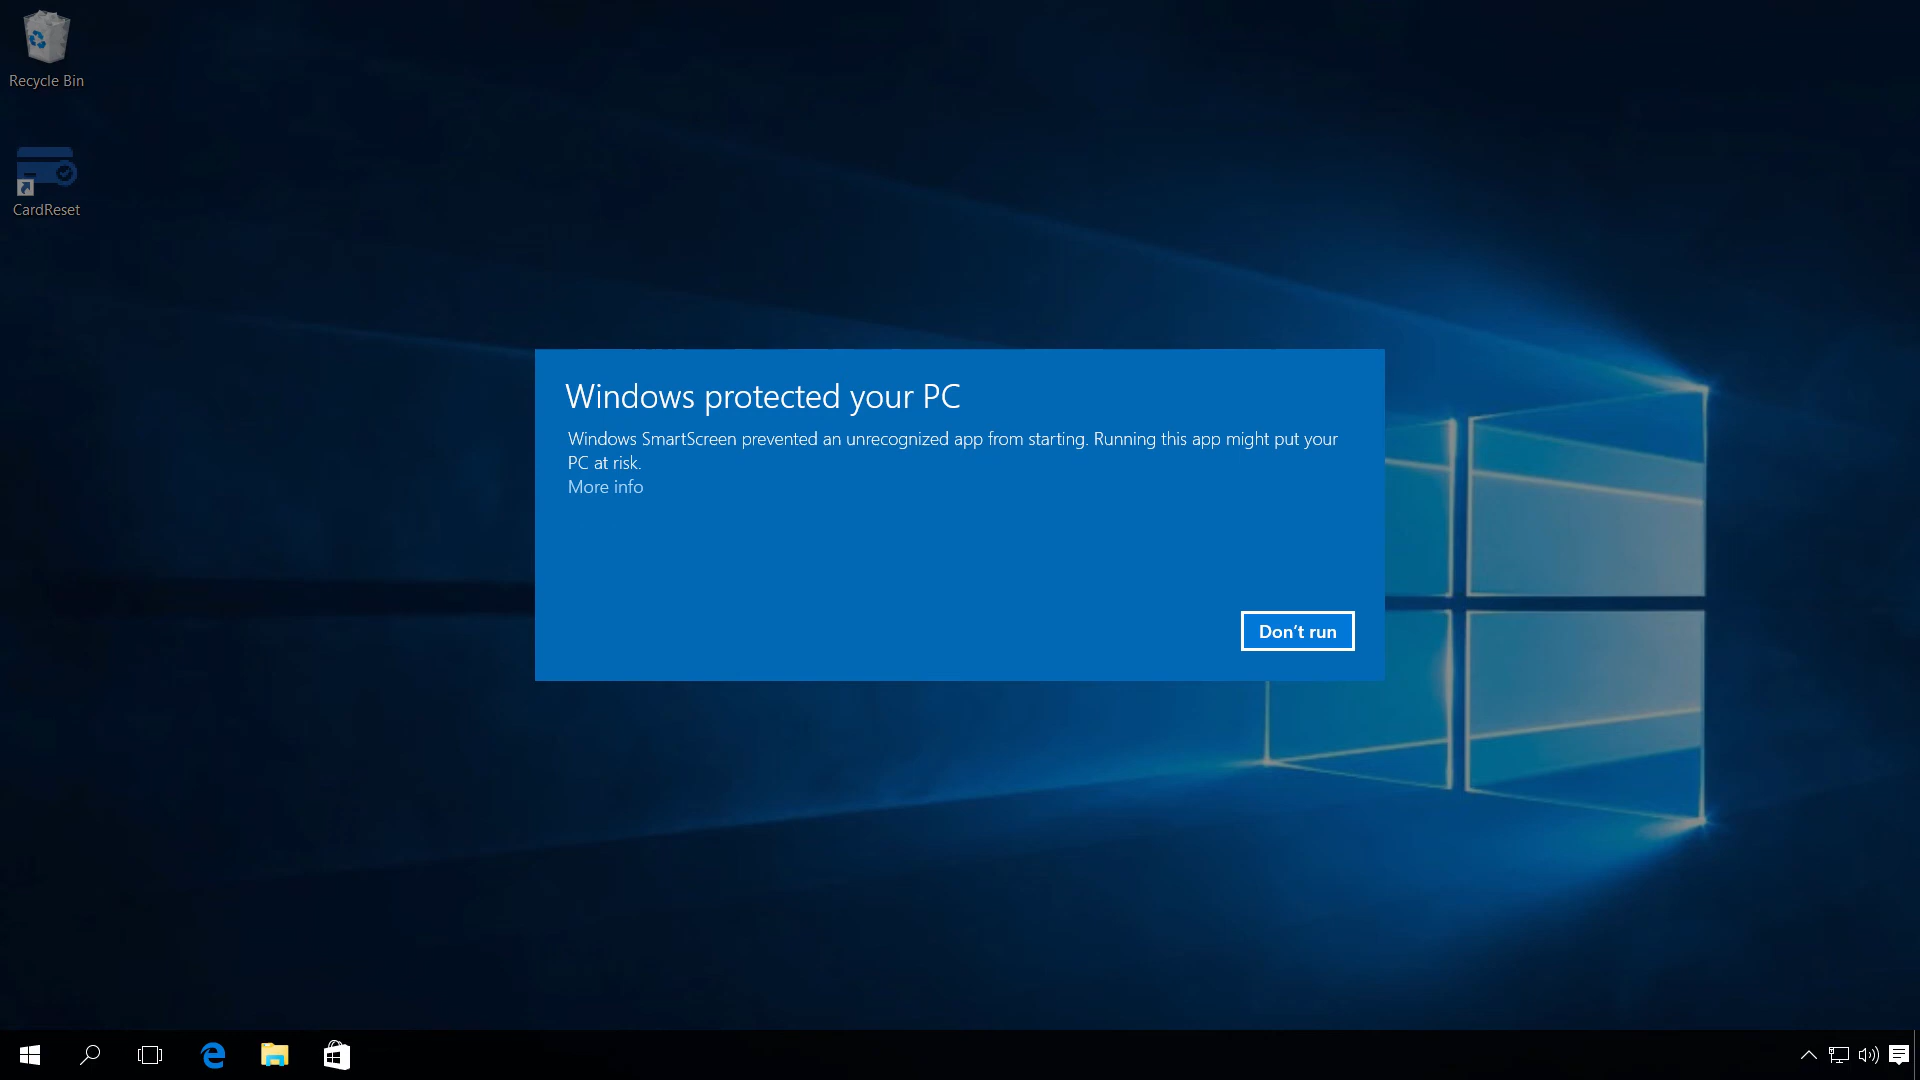 Recycle Bin
CardReset
Windows protected your PC
Windows SmartScreen prevented an unrecognized app from starting. Running this app might put your
PC at risk.
More info
Don't run